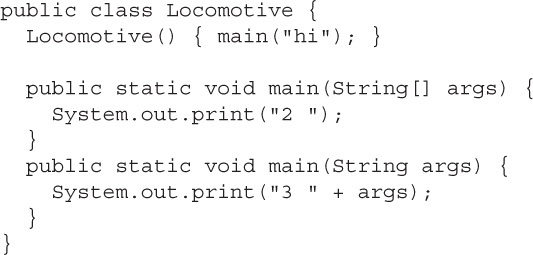 public class Locomotive {
  Locomotive() { main("hi"); }

  public static void main(String[] args) {
    System.out.print("2 ");
  }
  public static void main(String args) {
    System.out.print("3 " + args);
  }
}